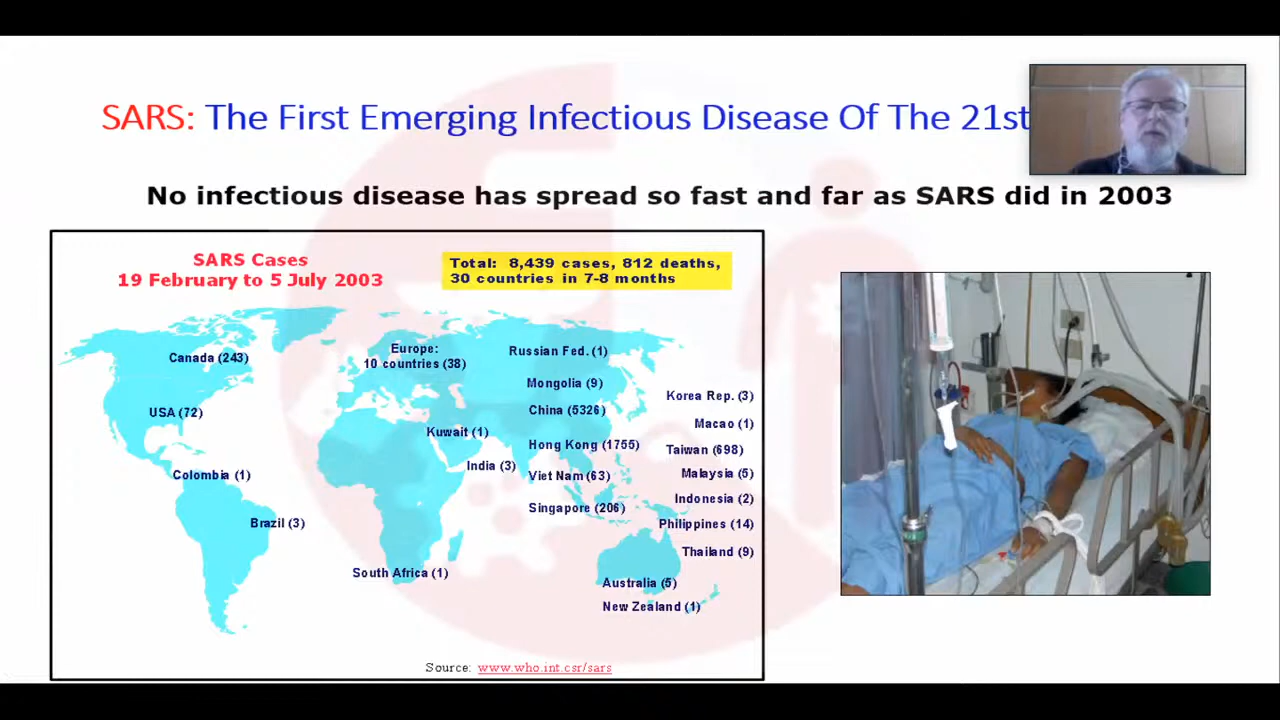 SARS: The First Emerging Infectious Disease Of The 21st
No infectious disease has spread so fast and far as SARS did in 2003
SARS Cases
19 February to 5 July 2003
Total: 8,439 cases, 812 deaths,
30 countries in 7-8 months
Canada (243)
Europe:
10 countries (38)
Russian Fed. (1)
Mongolia (9)
Korea Rep. (3)
USA (72)
China (5326)
Macao (1)
Kuwait (1)
Hong Kong (1755)
Taiwan (698)
India (3)
Colombia (1)
Viet Nam (63)
Malaysia (5)
Indonesia (2)
Singapore (206)
Brazil (3)
Philippines (14)
Thailand (9)
South Africa (1)
Australia (5)
New Zealand (1)
Source: www.who.int.csr/sars